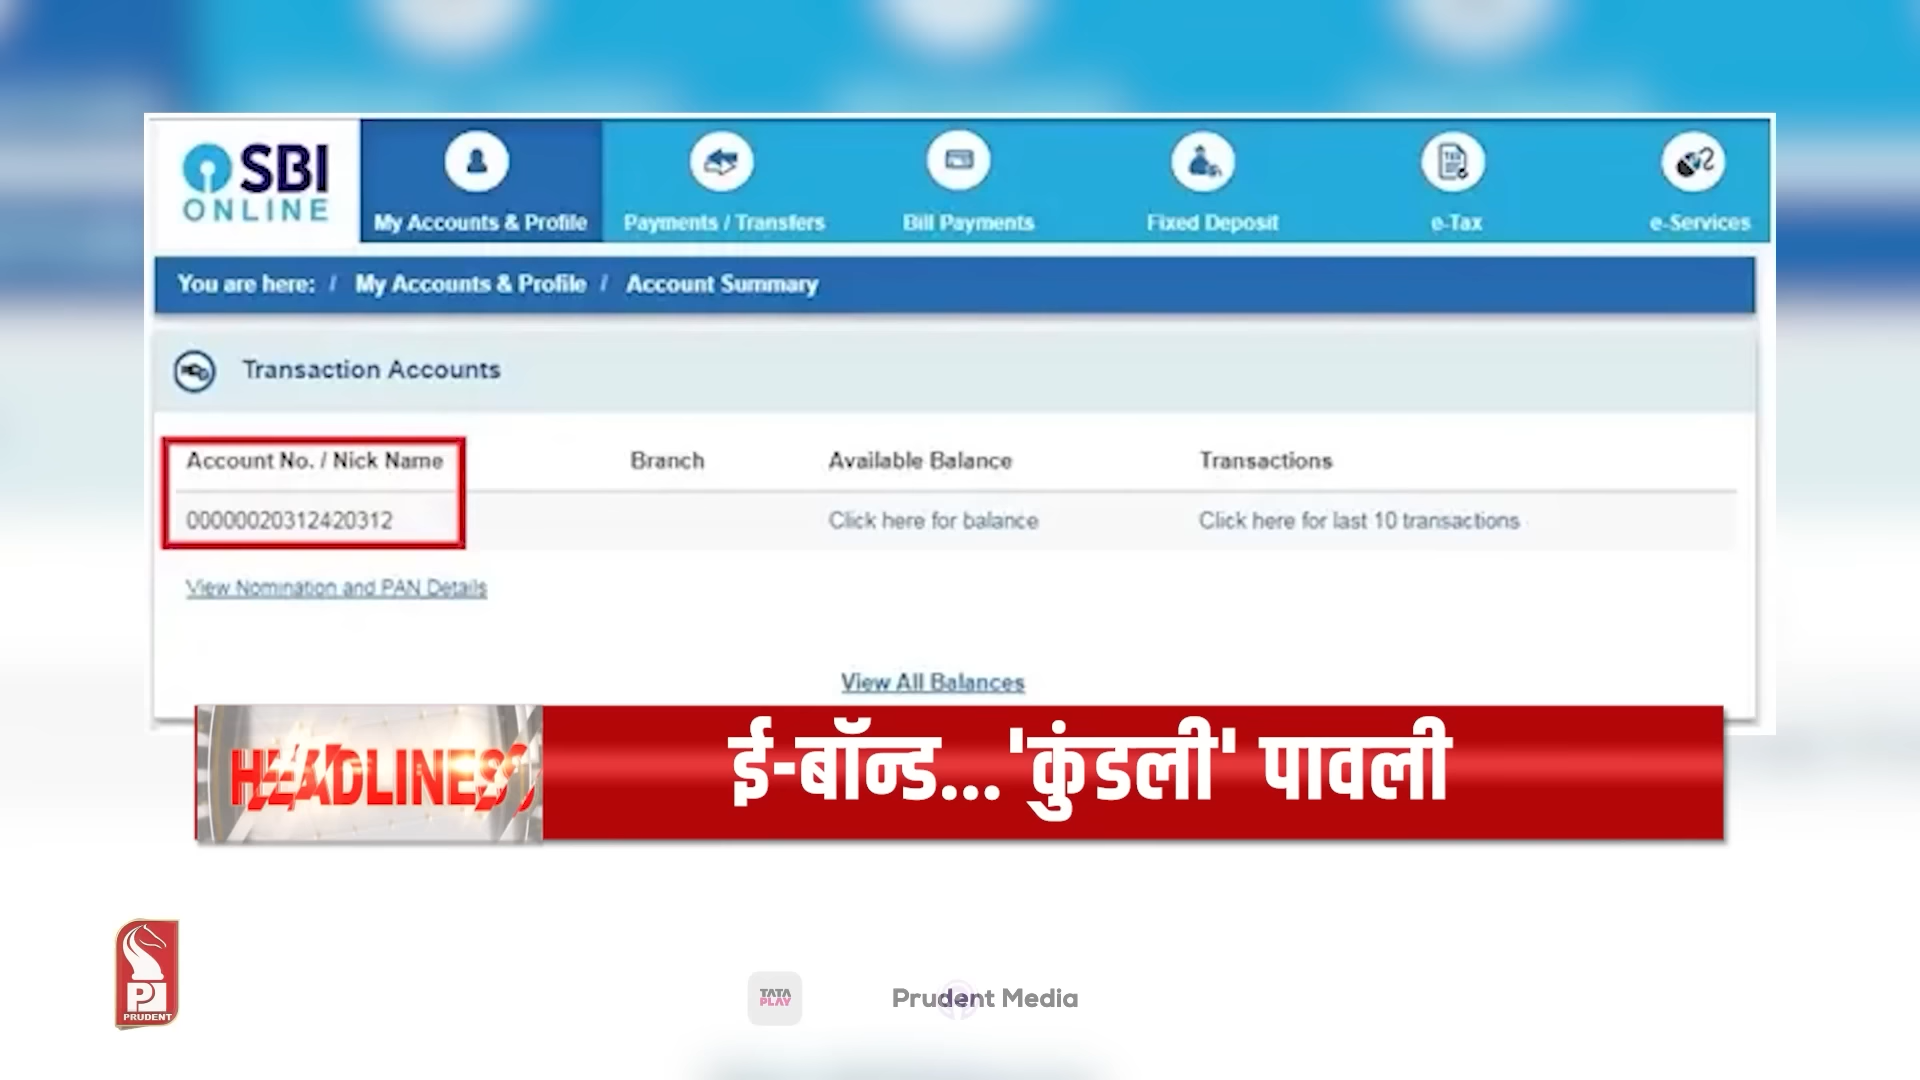 SBI
ONLINE
My Accounts & Profile
Payments / Transfers
Bill Payments
Fixed Deposit
e-Tax
e-Services
You are here: / My Accounts & Profile / Account Summary
Transaction Accounts
Account No. / Nick Name
Branch
Available Balance
Transactions
00000020312420312
Click here for balance
Click here for last 10 transactions
View Nomination and PAN Details
View All Balances
HEADLINES
ई-बॉन्ड... 'कुंडली' पावली
PRUDENT
TATA
PLAY
Prudent Media